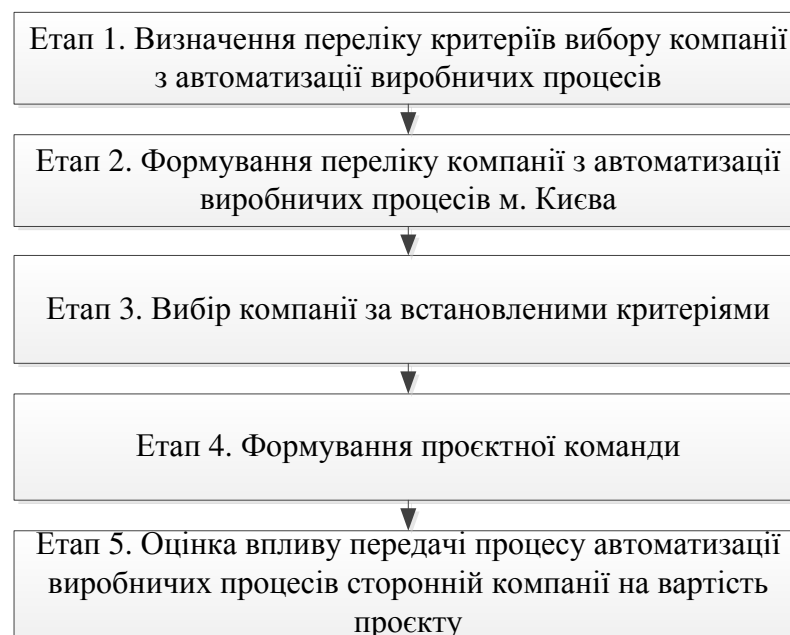 Етап 1. Визначення переліку критеріїв вибору компанії
з автоматизації виробничих процесів
Етап 2. Формування переліку компанії з автоматизації
виробничих процесів м. Києва
Етап 3. Вибір компанії за встановленими критеріями
Етап 4. Формування проєктної команди
Етап 5. Оцінка впливу передачі процесу автоматизації
виробничих процесів сторонній компанії на вартість
проєкту